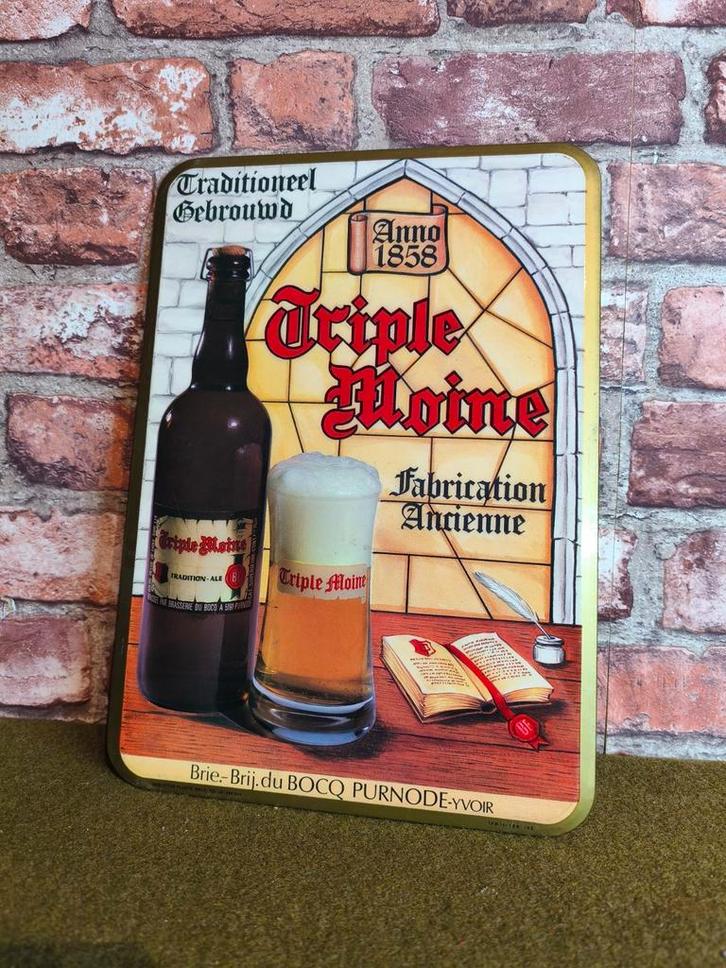 Traditioneel
Gebrouwd
Anno
1858
Triple
Moine
Fabrication
Ancienne
Triple Moine
TRADITION-ALE
Triple Moine
Brie.-Brij.du BOCQ PURNODE-YVOIR